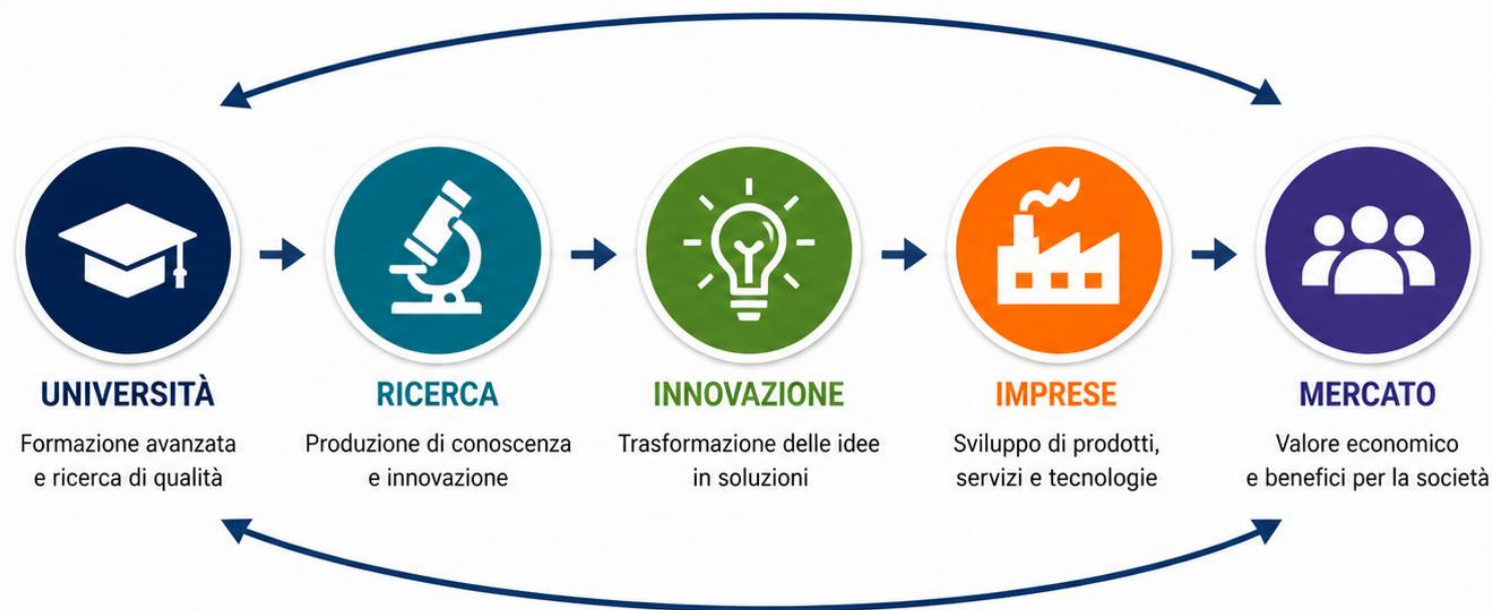 UNIVERSITÀ
Formazione avanzata
e ricerca di qualità
RICERCA
Produzione di conoscenza
e innovazione
INNOVAZIONE
Trasformazione delle idee
in soluzioni
IMPRESE
Sviluppo di prodotti,
servizi e tecnologie
MERCATO
Valore economico
e benefici per la società